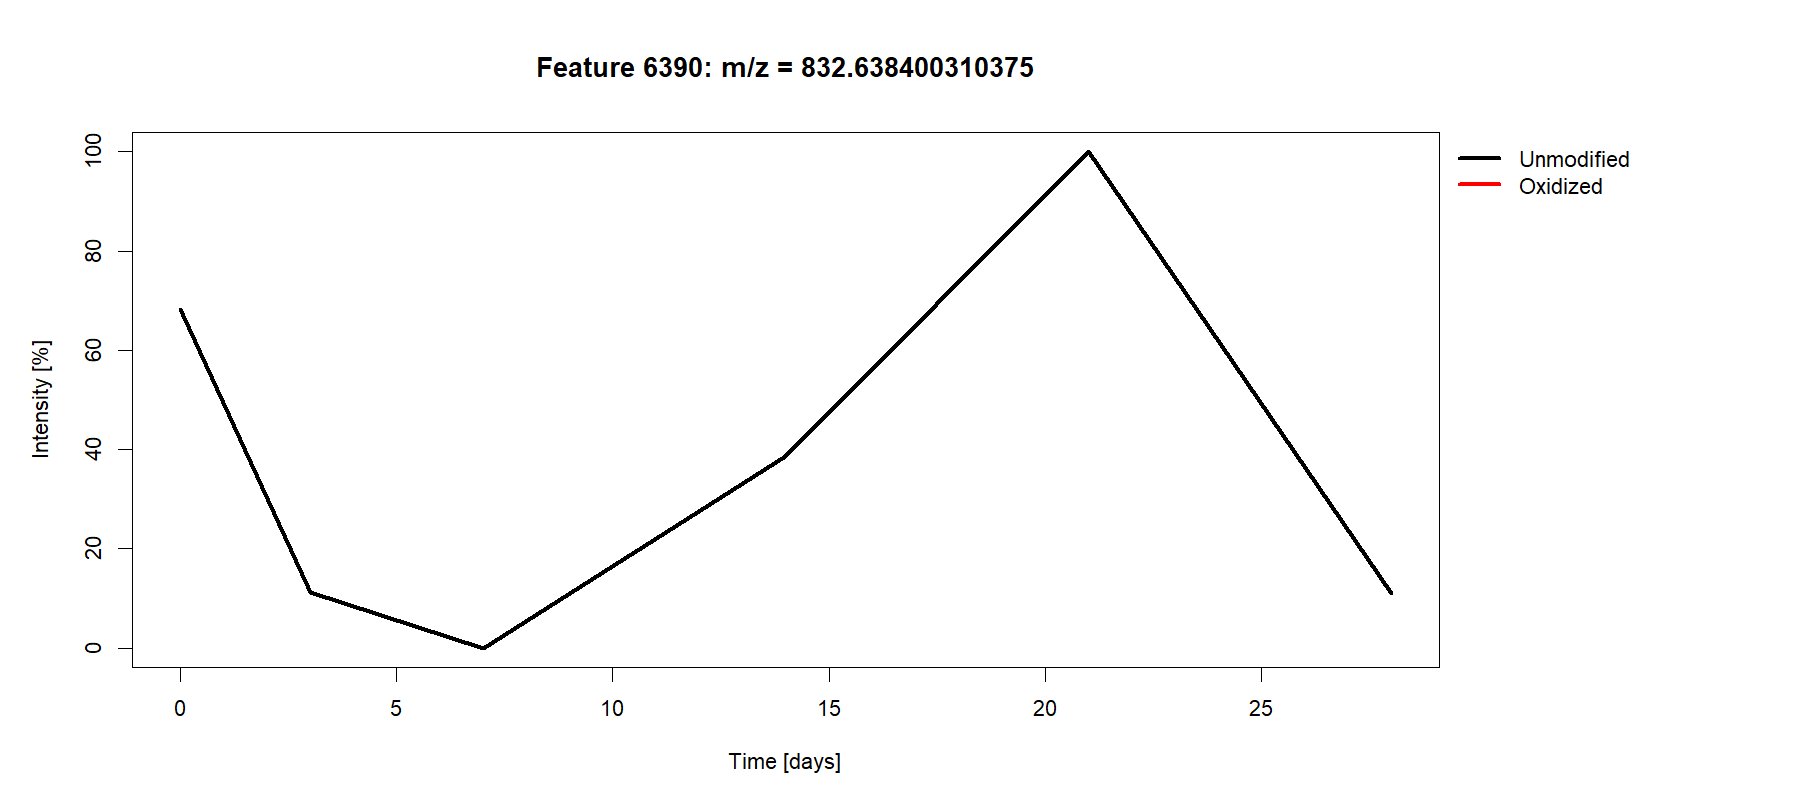 Feature 6390: m/z = 832.638400310375
Unmodified
Oxidized
Intensity [%]
100
80
60
40
20
0
0 5 10 15 20 25
Time [days]